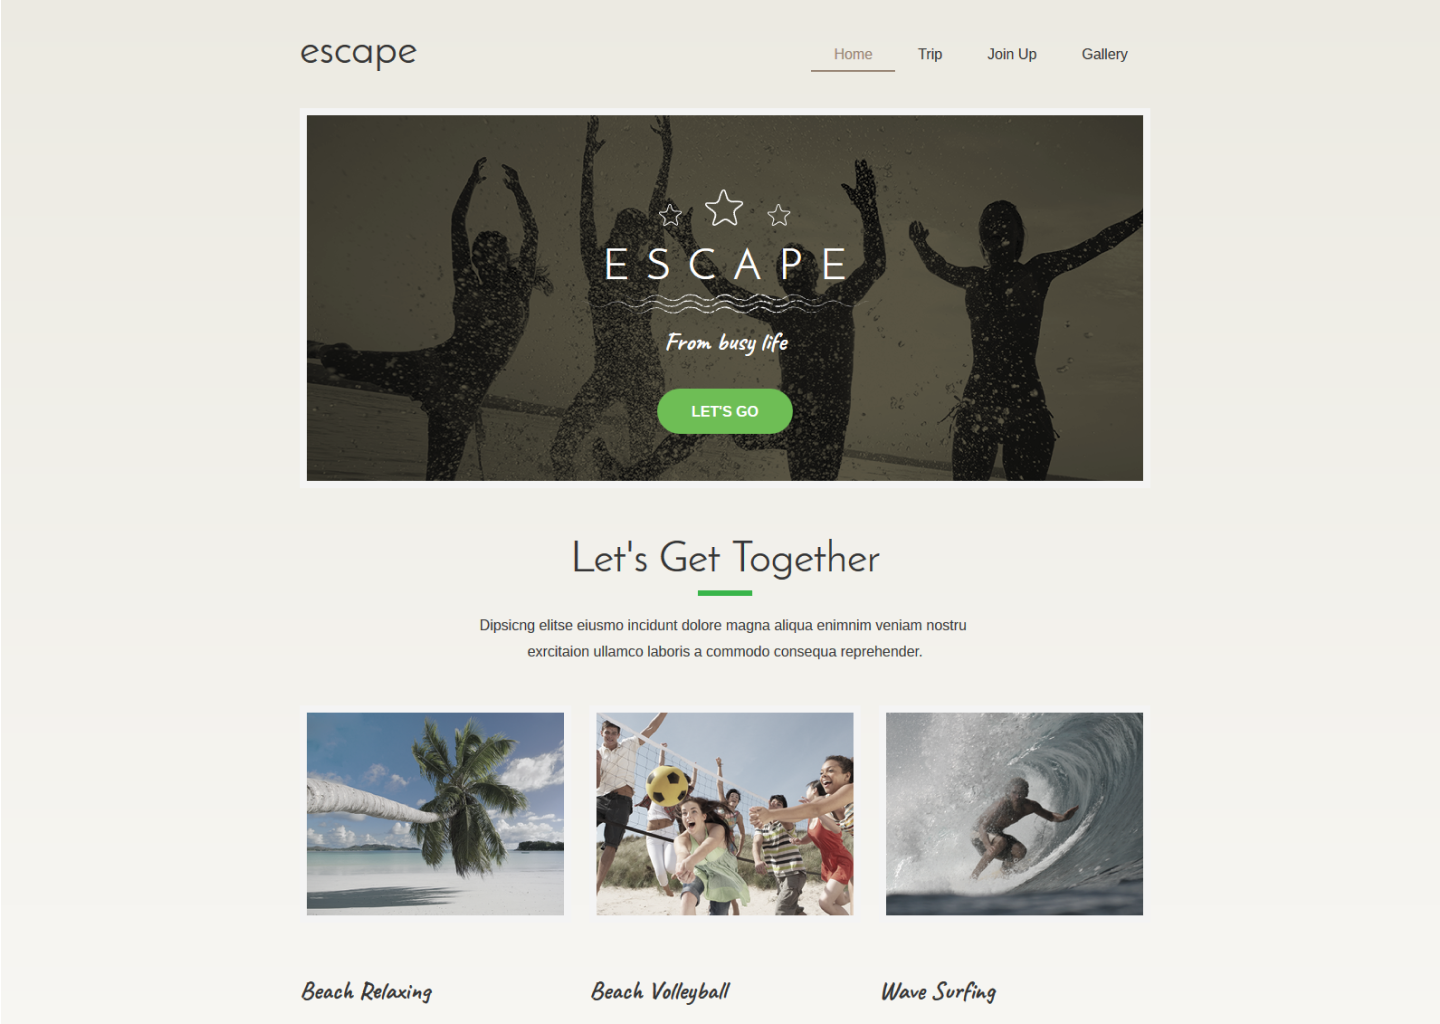 escape
Home
Trip
Join Up
Gallery
ESCAPE
From busy life
LET'S GO
Let's Get Together
Dipsicng elitse eiusmo incidunt dolore magna aliqua enimnim veniam nostru
exrcitaion ullamco laboris a commodo consequa reprehender.
Beach Relaxing
Beach Volleyball
Wave Surfing